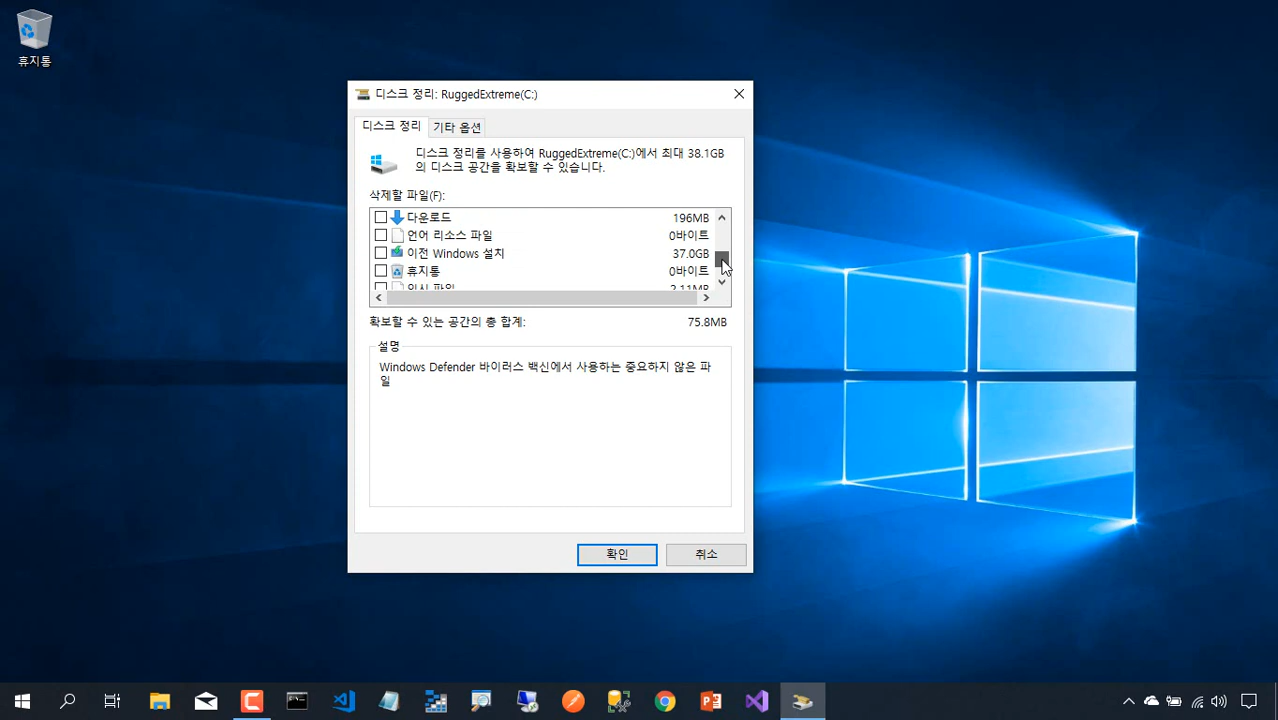 휴지통
디스크 정리: RuggedExtreme(C:)
디스크 정리
기타 옵션
디스크 정리를 사용하여 RuggedExtreme(C:)에서 최대 38.1GB
의 디스크 공간을 확보할 수 있습니다.
삭제할 파일(F):
다운로드 196MB
언어 리소스 파일 0바이트
이전 Windows 설치 37.0GB
휴지통 0바이트
임시 파일 2.11MB
확보할 수 있는 공간의 총 합계: 75.8MB
설명
Windows Defender 바이러스 백신에서 사용하는 중요하지 않은 파
일
확인
취소